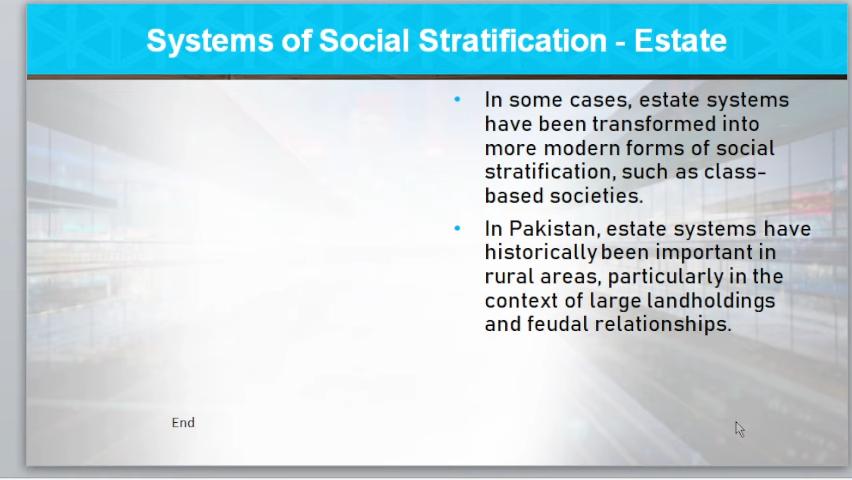 Systems of Social Stratification - Estate
• In some cases, estate systems
have been transformed into
more modern forms of social
stratification, such as class-
based societies.
• In Pakistan, estate systems have
historically been important in
rural areas, particularly in the
context of large landholdings
and feudal relationships.
End